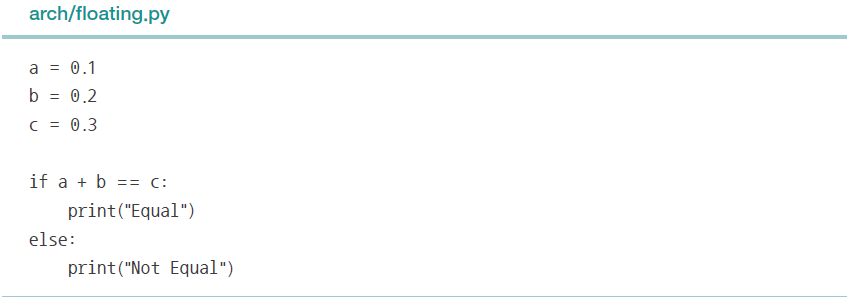 arch/floating.py
a = 0.1
b = 0.2
c = 0.3
if a + b == c:
    print("Equal")
else:
    print("Not Equal")